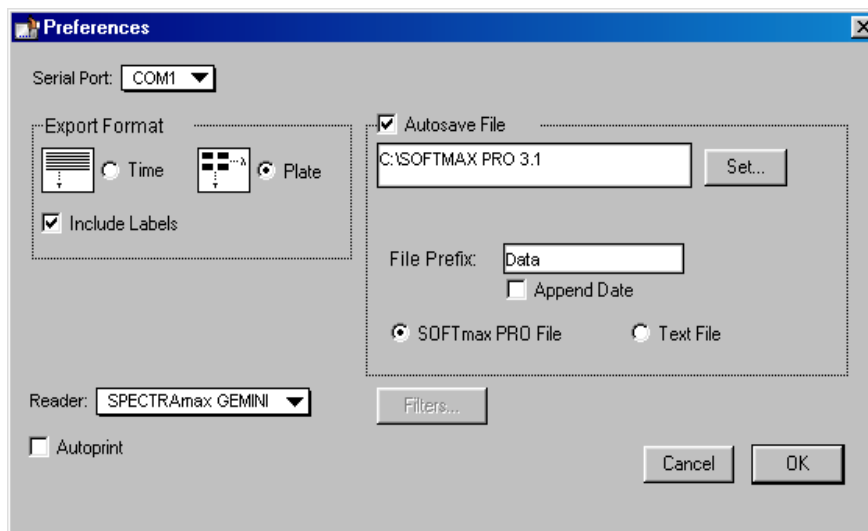 Preferences
Serial Port: COM1
Export Format
Time
Plate
Include Labels
Autosave File
C:\SOFTMAX PRO 3.1
Set...
File Prefix: Data
Append Date
SOFTmax PRO File
Text File
Reader: SPECTRAmax GEMINI
Filters...
Autoprint
Cancel
OK